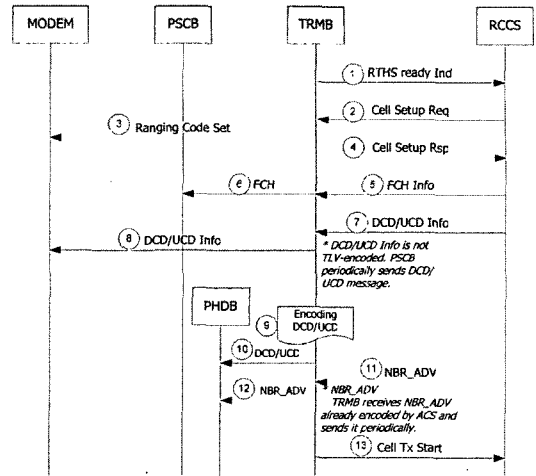 MODEM PSCB TRMB RCCS
1 RTHS ready Ind
2 Cell Setup Req
3 Ranging Code Set
4 Cell Setup Rsp
6 FCH 5 FCH Info
7 DCD/UCD Info
8 DCD/UCD Info
* DCD/UCD Info is not
TLV-encoded. PSCB
periodically sends DCD/
UCD message.
PHDB
9 Encoding
DCD/UCD
10 DCD/UCD
11 NBR_ADV
12 NBR_ADV
* NBR_ADV
TRMB receives NBR_ADV
already encoded by ACS and
sends it periodically.
13 Cell Tx Start